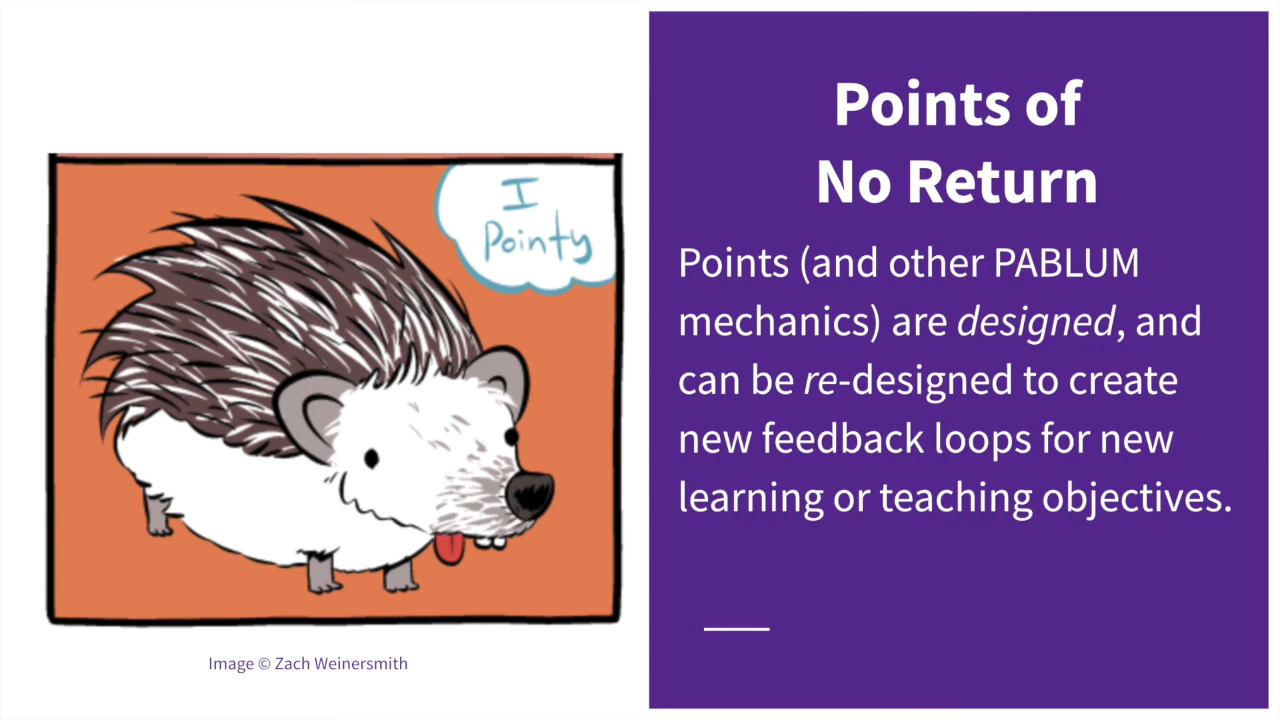 I
Pointy
Image © Zach Weinersmith
Points of
No Return
Points (and other PABLUM
mechanics) are designed, and
can be re-designed to create
new feedback loops for new
learning or teaching objectives.